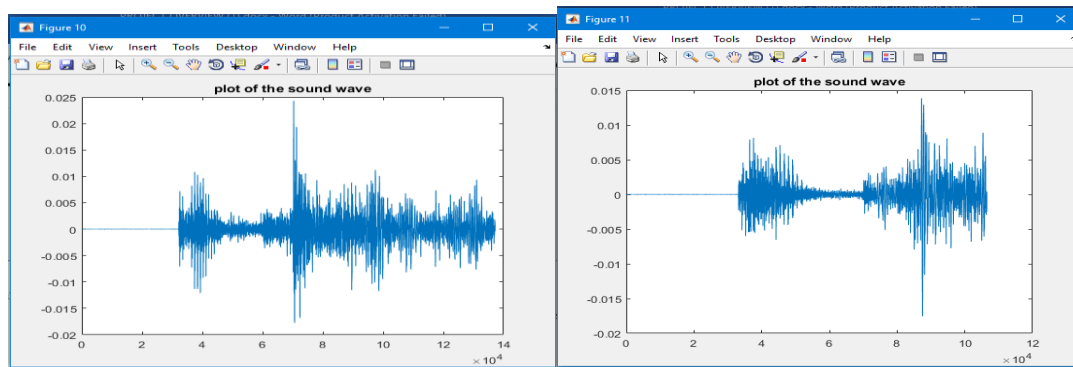 Figure 10
File Edit View Insert Tools Desktop Window Help
plot of the sound wave
0.025
0.02
0.015
0.01
0.005
0
-0.005
-0.01
-0.015
-0.02
0 2 4 6 8 10 12 14
× 10^4
Figure 11
File Edit View Insert Tools Desktop Window Help
plot of the sound wave
0.015
0.01
0.005
0
-0.005
-0.01
-0.015
-0.02
0 2 4 6 8 10 12
× 10^4